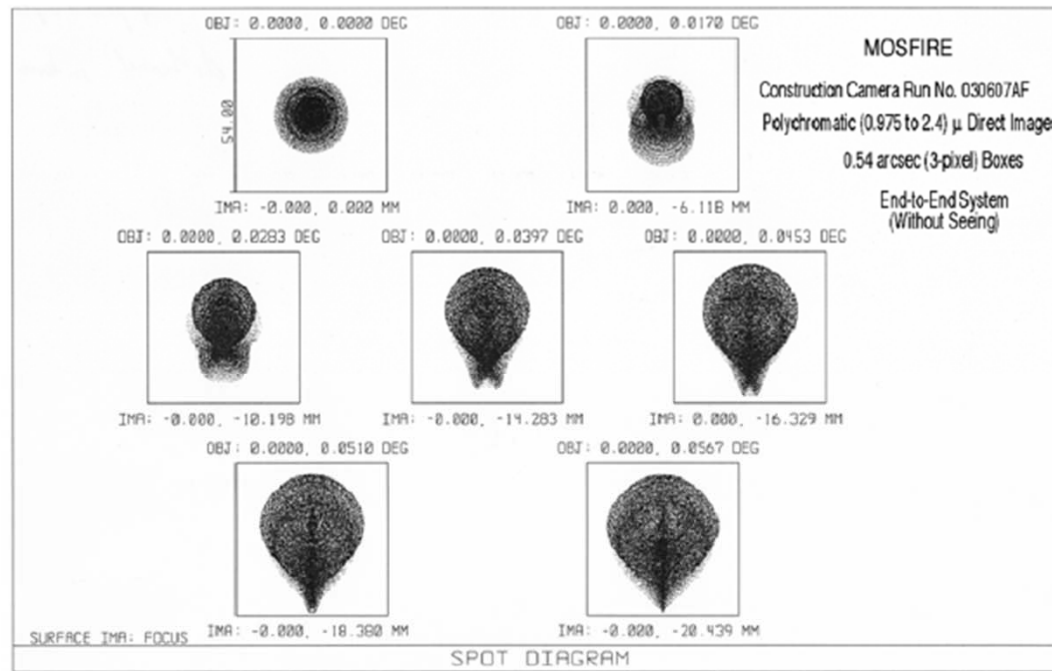 OBJ: 0.0000, 0.0000 DEG
OBJ: 0.0000, 0.0170 DEG
MOSFIRE
Construction Camera Run No. 030607AF
Polychromatic (0.975 to 2.4) μ Direct Image
0.54 arcsec (3-pixel) Boxes
End-to-End System
(Without Seeing)
54.00
IMA: -0.000, 0.000 MM
IMA: 0.000, -6.118 MM
OBJ: 0.0000, 0.0283 DEG
OBJ: 0.0000, 0.0397 DEG
OBJ: 0.0000, 0.0453 DEG
IMA: -0.000, -10.198 MM
IMA: -0.000, -14.283 MM
IMA: 0.000, -16.329 MM
OBJ: 0.0000, 0.0510 DEG
OBJ: 0.0000, 0.0567 DEG
IMA: -0.000, -18.380 MM
IMA: -0.000, -20.439 MM
SURFACE IMA: FOCUS
SPOT DIAGRAM